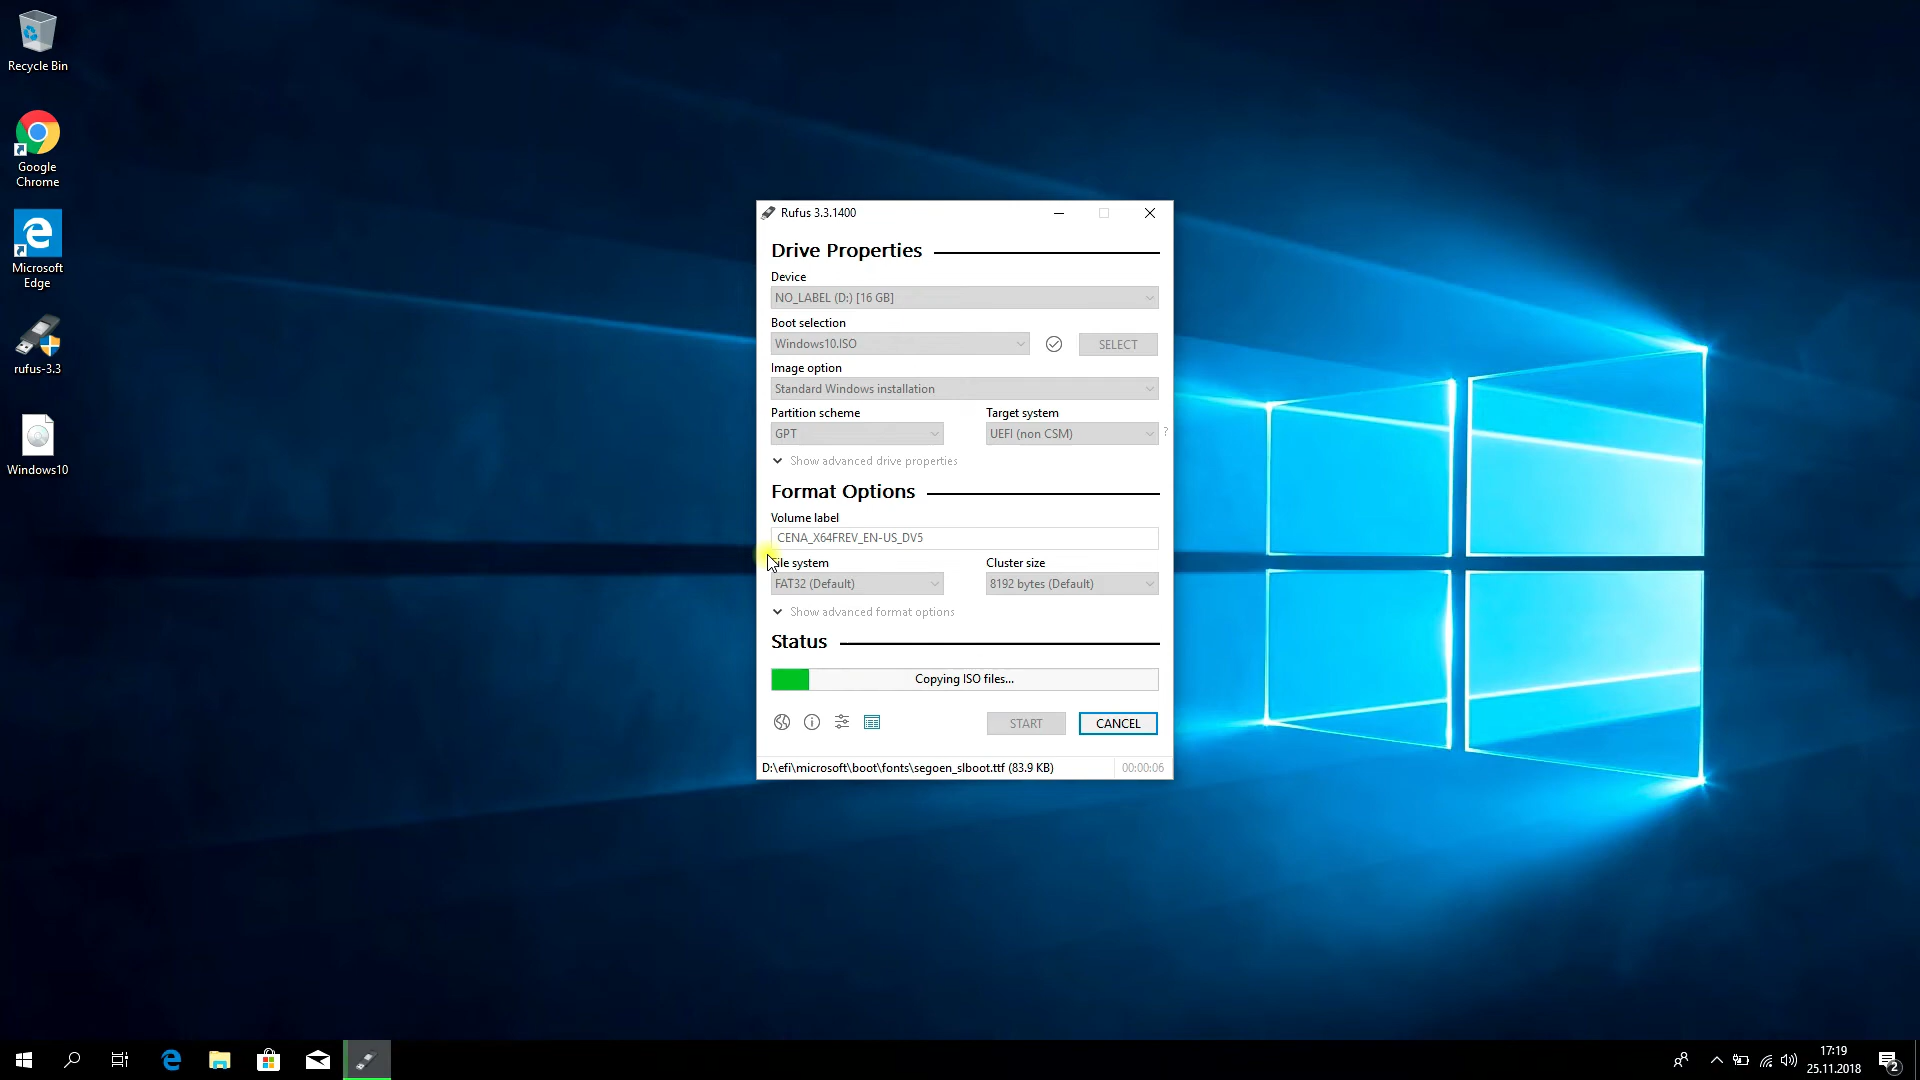 Recycle Bin
Google
Chrome
Microsoft
Edge
rufus-3.3
Windows10
Rufus 3.3.1400
Drive Properties
Device
NO_LABEL (D:) [16 GB]
Boot selection
Windows10.ISO
SELECT
Image option
Standard Windows installation
Partition scheme
Target system
GPT
UEFI (non CSM)
?
Show advanced drive properties
Format Options
Volume label
CENA_X64FREV_EN-US_DV5
File system
Cluster size
FAT32 (Default)
8192 bytes (Default)
Show advanced format options
Status
Copying ISO files...
START
CANCEL
D:\efi\microsoft\boot\fonts\segoen_slboot.ttf (83.9 KB)
00:00:06
17:19
25.11.2018
2